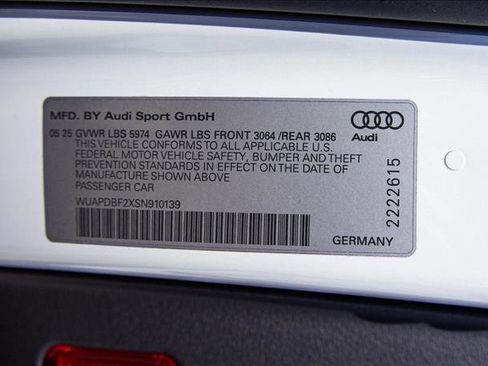 MFD. BY Audi Sport GmbH
05 25 GVWR LBS 5974 GAWR LBS FRONT 3064 /REAR 3086
THIS VEHICLE CONFORMS TO ALL APPLICABLE U.S.
FEDERAL MOTOR VEHICLE SAFETY, BUMPER AND THEFT
PREVENTION STANDARDS IN EFFECT ON THE DATE OF
MANUFACTURE SHOWN ABOVE
PASSENGER CAR
WUAPDBF2XSN910139
Audi
2222615
GERMANY